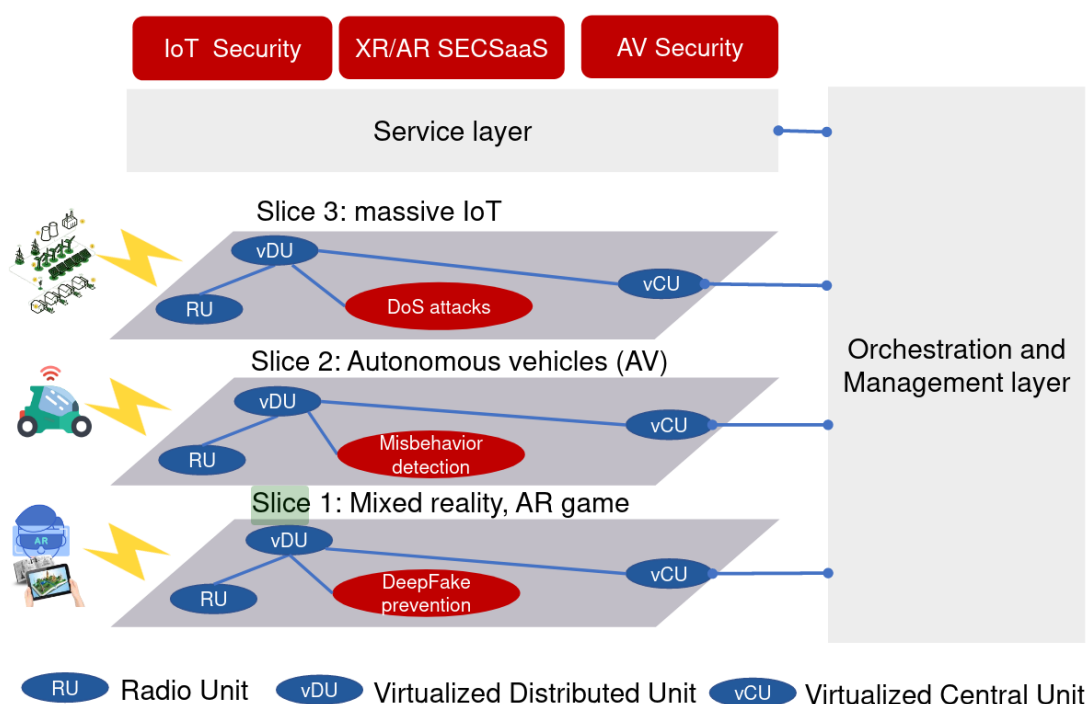 IoT Security
XR/AR SECSaaS
AV Security
Service layer
Slice 3: massive IoT
vDU
RU
DoS attacks
vCU
Slice 2: Autonomous vehicles (AV)
vDU
RU
Misbehavior
detection
vCU
Slice 1: Mixed reality, AR game
vDU
RU
DeepFake
prevention
vCU
AR
Orchestration and
Management layer
RU
Radio Unit
vDU
Virtualized Distributed Unit
vCU
Virtualized Central Unit